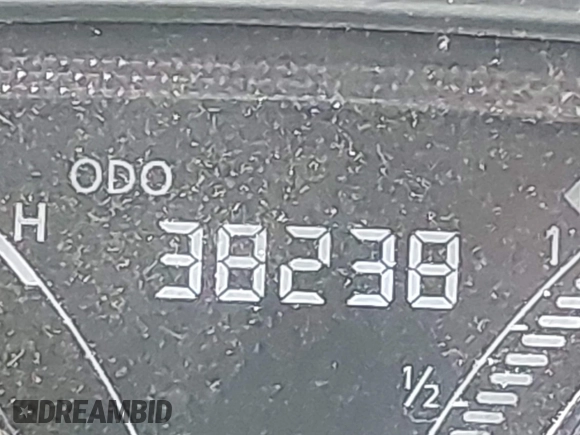 ODO
H
38238
1
1/2
DREAMBID